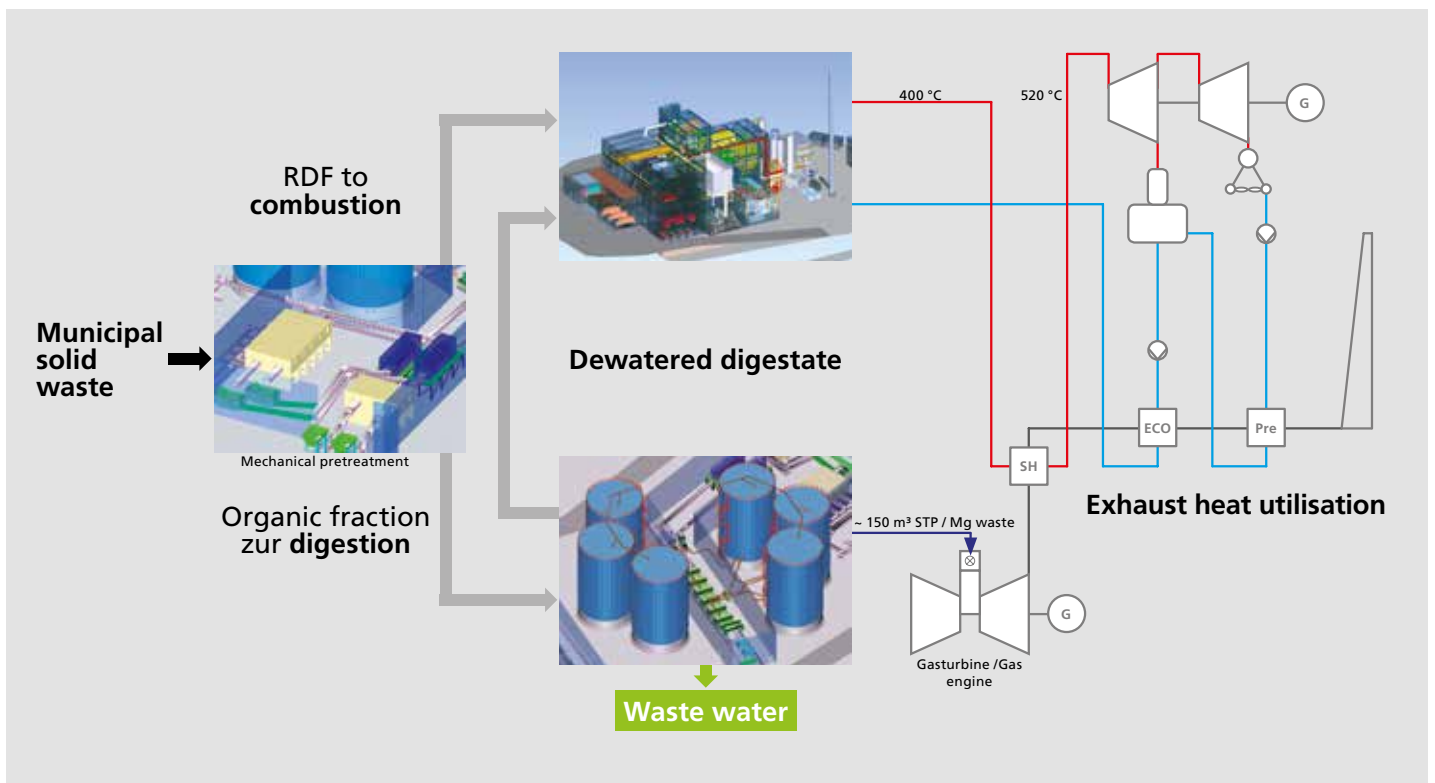 400 °C
520 °C
G
RDF to
combustion
Municipal
solid
waste
Dewatered digestate
Mechanical pretreatment
ECO
Pre
SH
Exhaust heat utilisation
Organic fraction
zur digestion
~ 150 m³ STP / Mg waste
G
Gasturbine /Gas
engine
Waste water